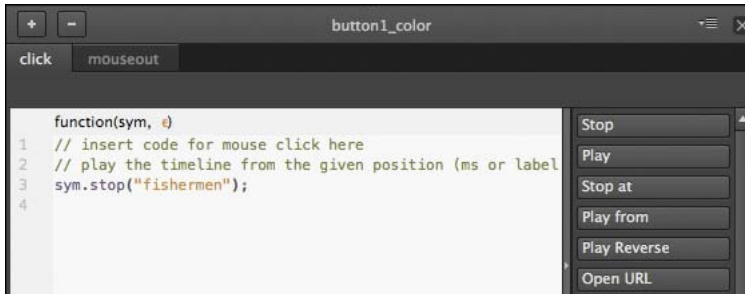 + - button1_color
click mouseout
function(sym, e)
1 // insert code for mouse click here
2 // play the timeline from the given position (ms or label
3 sym.stop("fishermen");
4
Stop
Play
Stop at
Play from
Play Reverse
Open URL